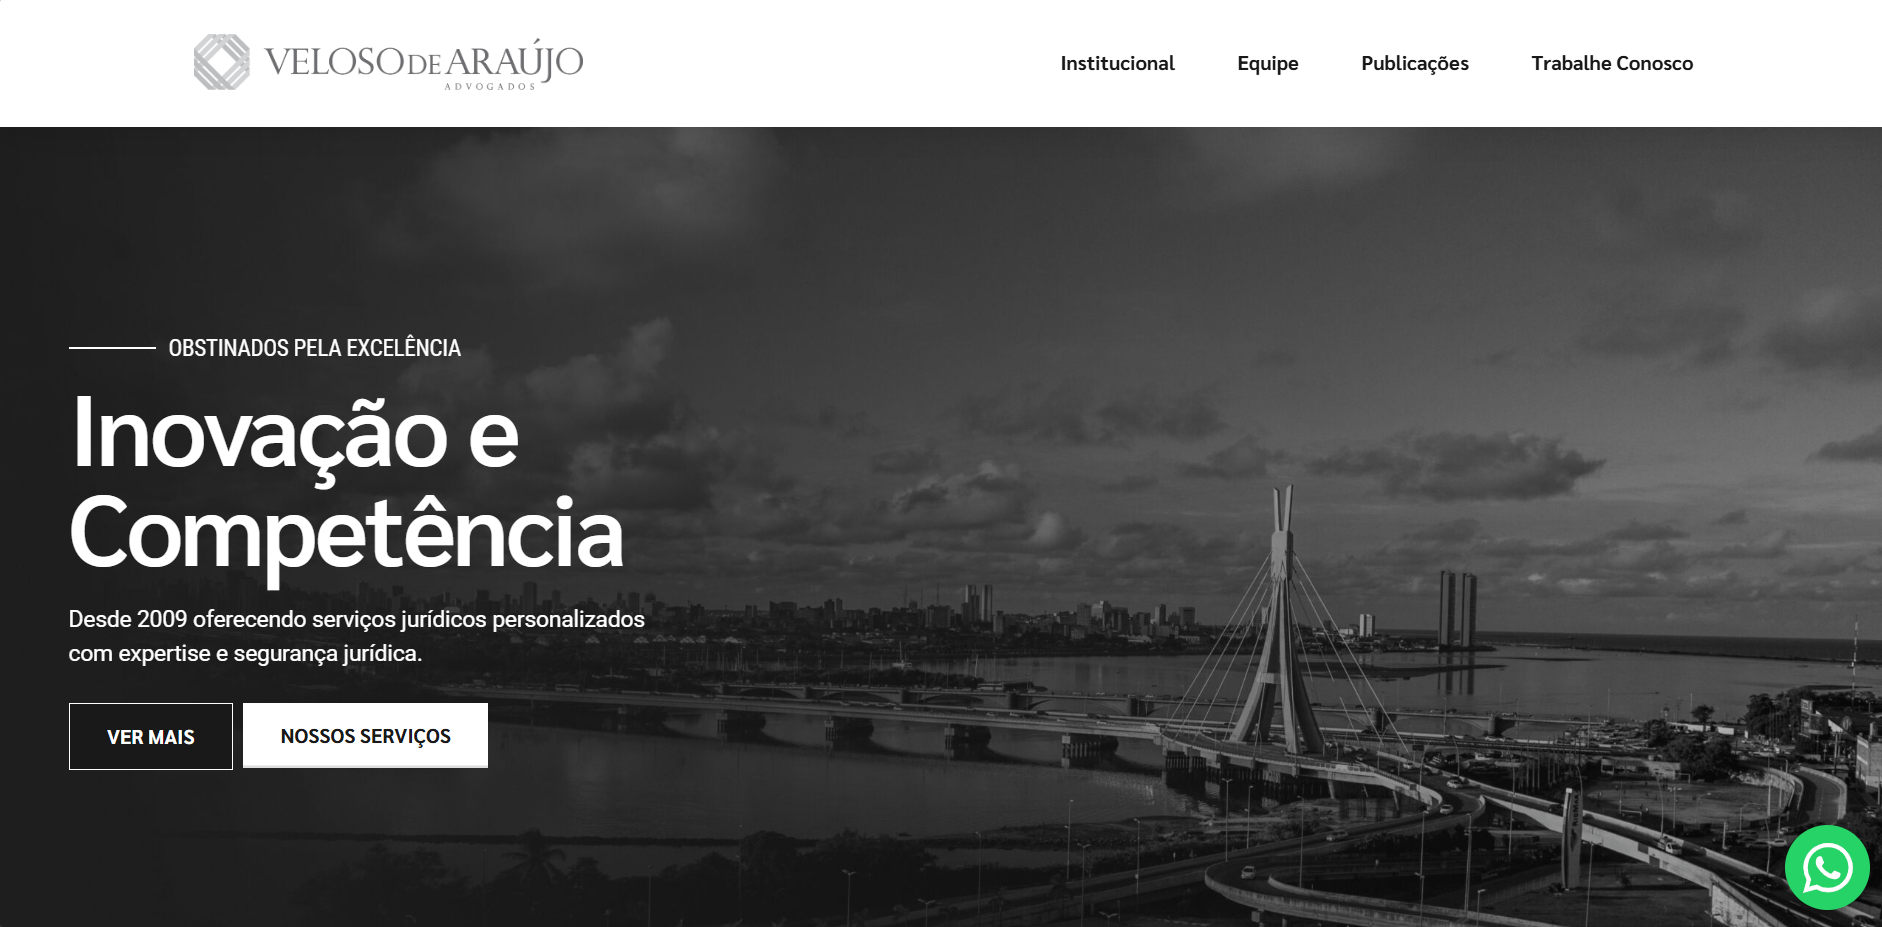 VELOSO DE ARAÚJO
ADVOGADOS
Institucional
Equipe
Publicações
Trabalhe Conosco
OBSTINADOS PELA EXCELÊNCIA
Inovação e
Competência
Desde 2009 oferecendo serviços jurídicos personalizados
com expertise e segurança jurídica.
VER MAIS
NOSSOS SERVIÇOS